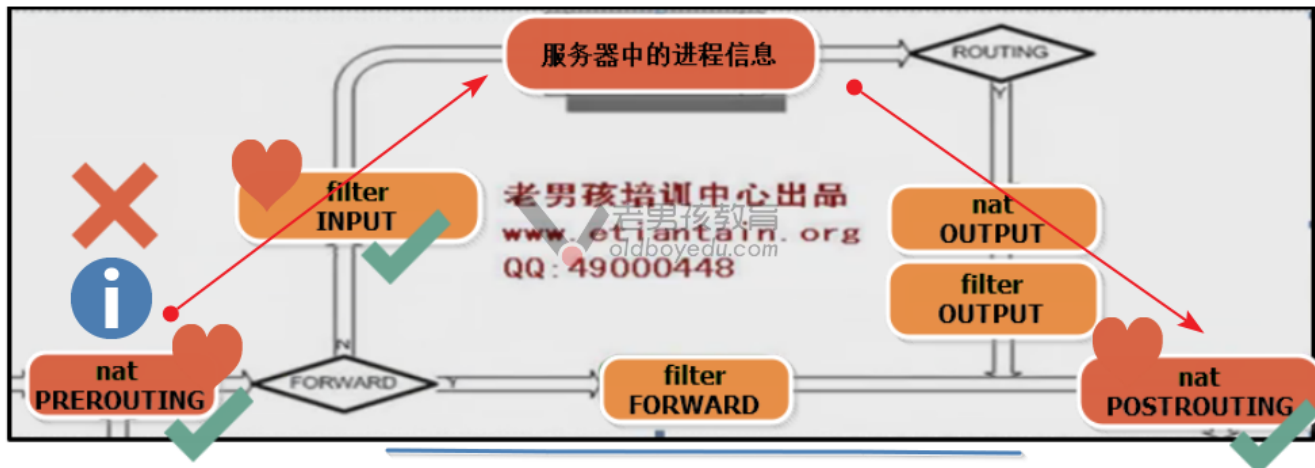 服务器中的进程信息
ROUTING
Y
filter
INPUT
老男孩培训中心出品
www.etiantain.org
QQ:49000448
老男孩教育
oldboyedu.com
nat
OUTPUT
filter
OUTPUT
i
N
nat
PREROUTING
FORWARD
Y
filter
FORWARD
nat
POSTROUTING